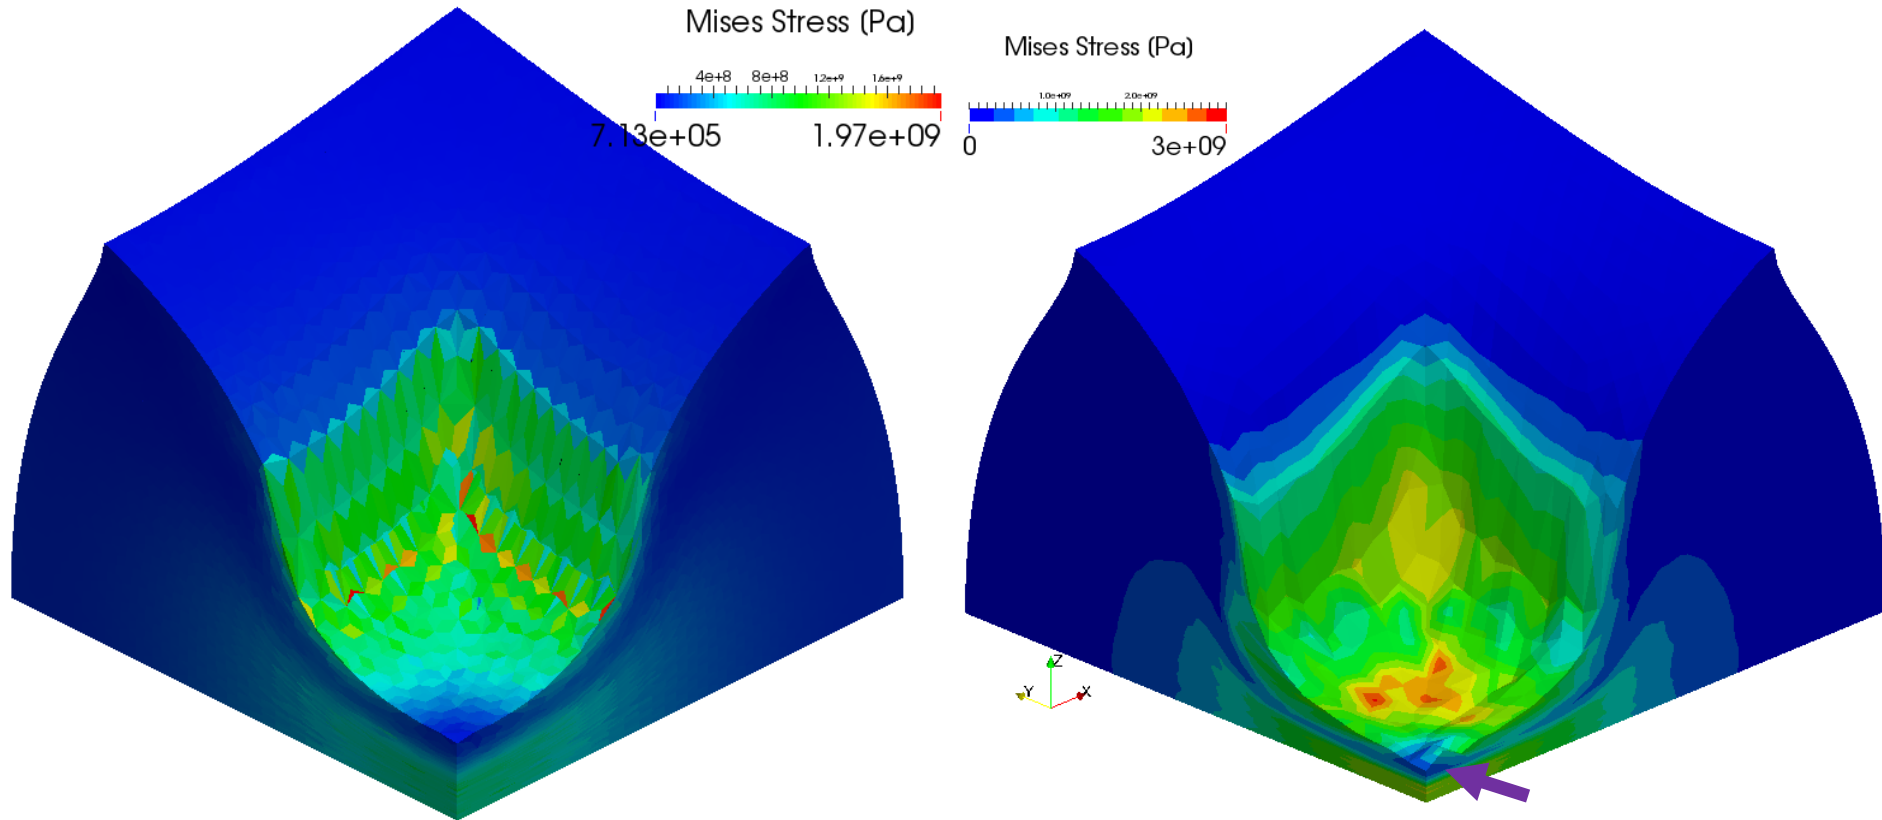 Mises Stress (Pa)
4e+8 8e+8 1.2e+9 1.6e+9
7.13e+05 1.97e+09
Mises Stress (Pa)
1.0e+09 2.0e+09
0 3e+09
Z
Y X